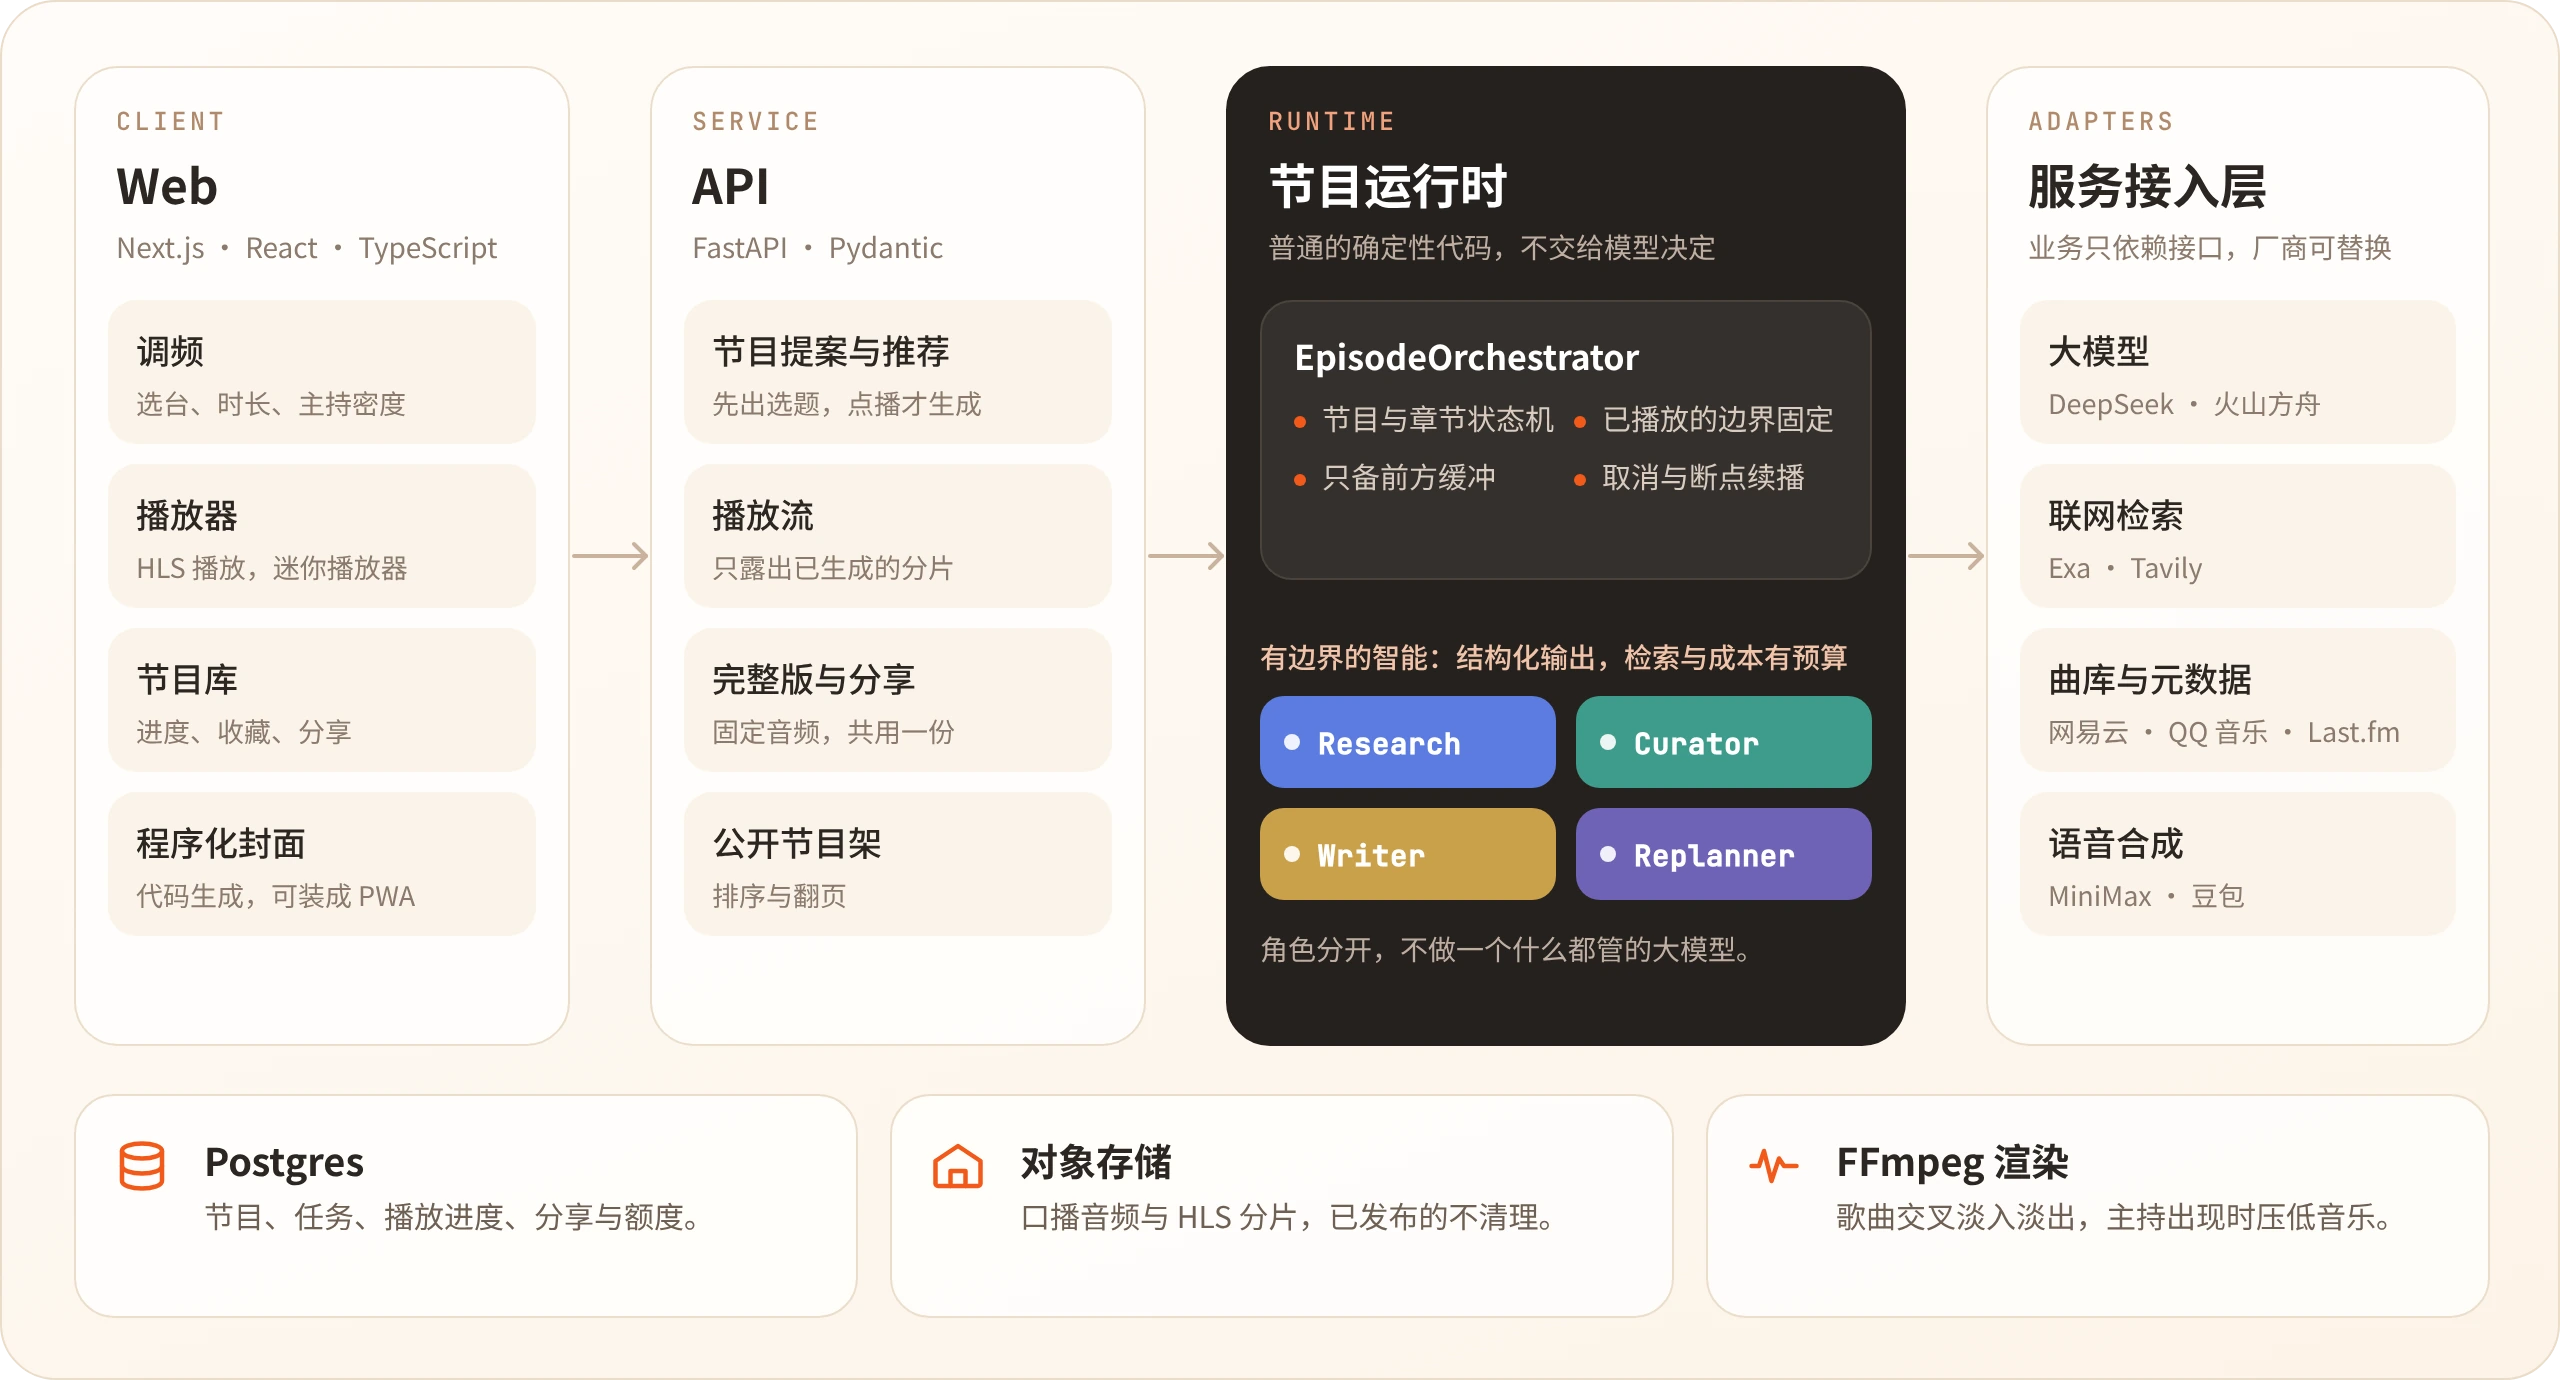 CLIENT
Web
Next.js · React · TypeScript
调频
选台、时长、主持密度
播放器
HLS 播放，迷你播放器
节目库
进度、收藏、分享
程序化封面
代码生成，可装成 PWA
SERVICE
API
FastAPI · Pydantic
节目提案与推荐
先出选题，点播才生成
播放流
只露出已生成的分片
完整版与分享
固定音频，共用一份
公开节目架
排序与翻页
RUNTIME
节目运行时
普通的确定性代码，不交给模型决定
EpisodeOrchestrator
节目与章节状态机
已播放的边界固定
只备前方缓冲
取消与断点续播
有边界的智能：结构化输出，检索与成本有预算
Research
Curator
Writer
Replanner
角色分开，不做一个什么都管的大模型。
ADAPTERS
服务接入层
业务只依赖接口，厂商可替换
大模型
DeepSeek · 火山方舟
联网检索
Exa · Tavily
曲库与元数据
网易云 · QQ 音乐 · Last.fm
语音合成
MiniMax · 豆包
Postgres
节目、任务、播放进度、分享与额度。
对象存储
口播音频与 HLS 分片，已发布的不清理。
FFmpeg 渲染
歌曲交叉淡入淡出，主持出现时压低音乐。